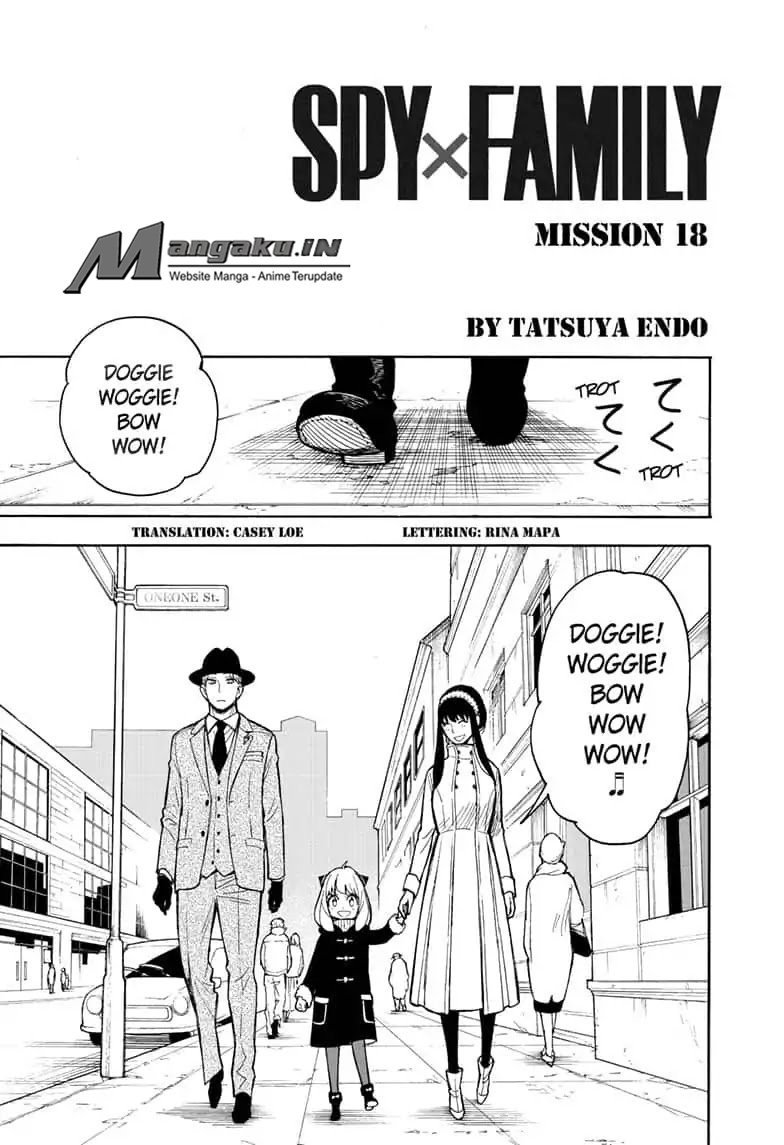 SPY×FAMILY
MISSION 18
Mangaku.iN
Website Manga - Anime Terupdate
BY TATSUYA ENDO
DOGGIE
WOGGIE!
BOW
WOW!
TROT
てくてく
TROT
TRANSLATION: CASEY LOE
LETTERING: RINA MAPA
ONEONE St.
DOGGIE!
WOGGIE!
BOW
WOW
WOW!
♫